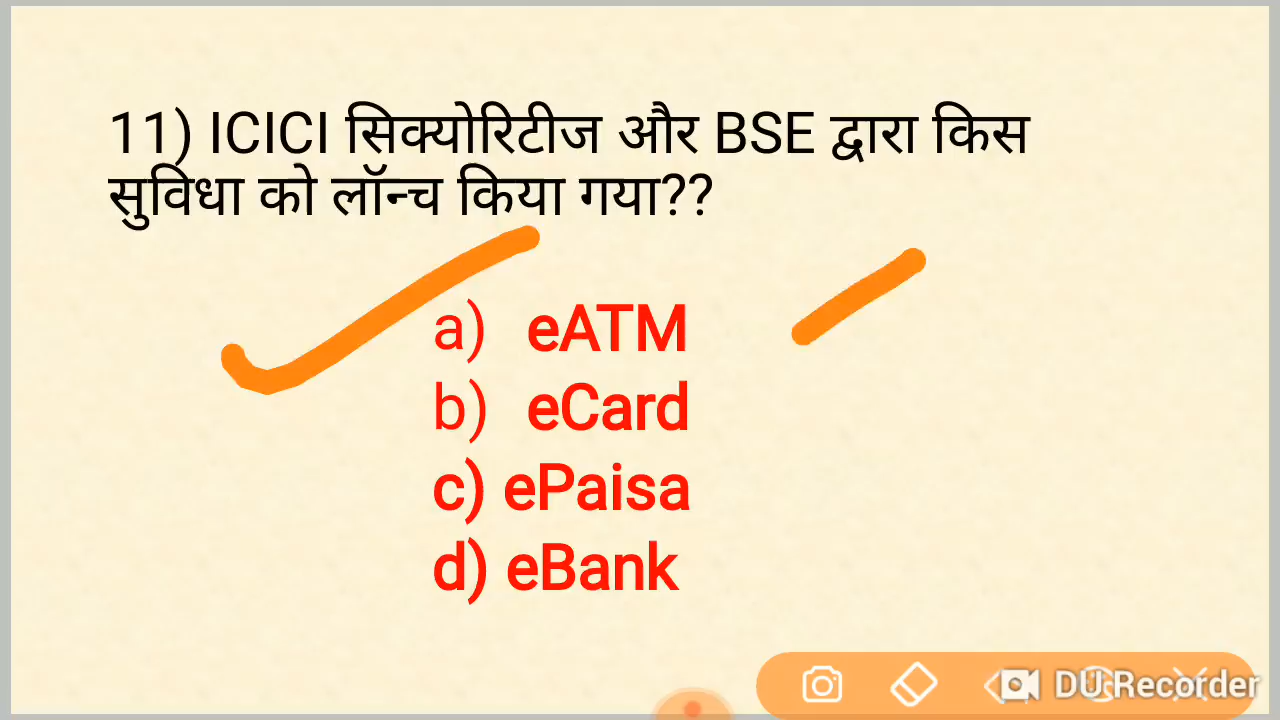 11) ICICI सिक्योरिटीज और BSE द्वारा किस
सुविधा को लॉन्च किया गया??
a) eATM
b) eCard
c) ePaisa
d) eBank
DU Recorder